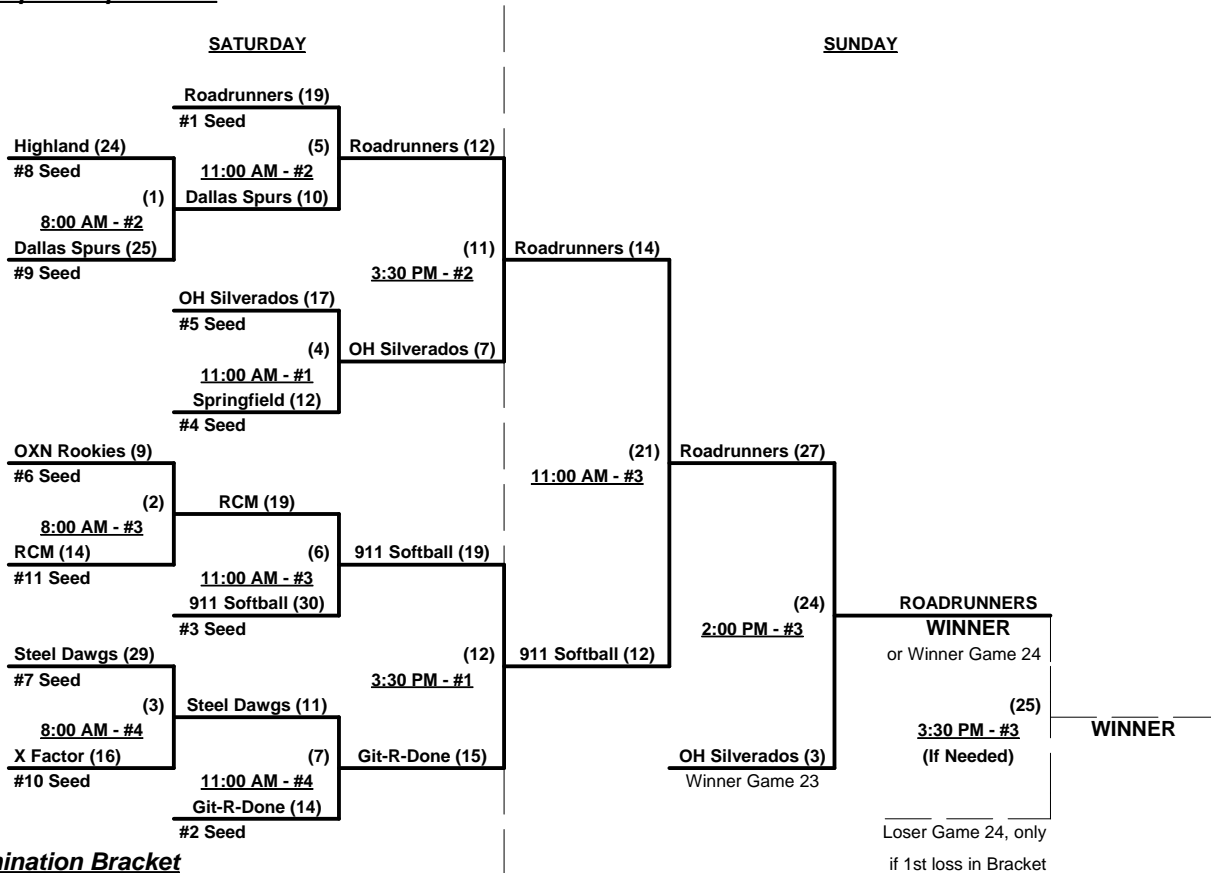 SATURDAY
SUNDAY
Roadrunners (19)
#1 Seed
Highland (24)
#8 Seed
(5)
11:00 AM - #2
Roadrunners (12)
(1)
8:00 AM - #2
Dallas Spurs (10)
Dallas Spurs (25)
#9 Seed
(11)
3:30 PM - #2
Roadrunners (14)
OH Silverados (17)
#5 Seed
(4)
11:00 AM - #1
OH Silverados (7)
Springfield (12)
#4 Seed
OXN Rookies (9)
#6 Seed
(21)
11:00 AM - #3
Roadrunners (27)
(2)
8:00 AM - #3
RCM (19)
RCM (14)
#11 Seed
(6)
11:00 AM - #3
911 Softball (19)
911 Softball (30)
#3 Seed
(24)
2:00 PM - #3
ROADRUNNERS
WINNER
or Winner Game 24
Steel Dawgs (29)
#7 Seed
(12)
3:30 PM - #1
911 Softball (12)
(3)
8:00 AM - #4
Steel Dawgs (11)
(25)
3:30 PM - #3
(If Needed)
WINNER
X Factor (16)
#10 Seed
(7)
11:00 AM - #4
Git-R-Done (15)
OH Silverados (3)
Winner Game 23
Git-R-Done (14)
#2 Seed
Loser Game 24, only
if 1st loss in Bracket
mination Bracket